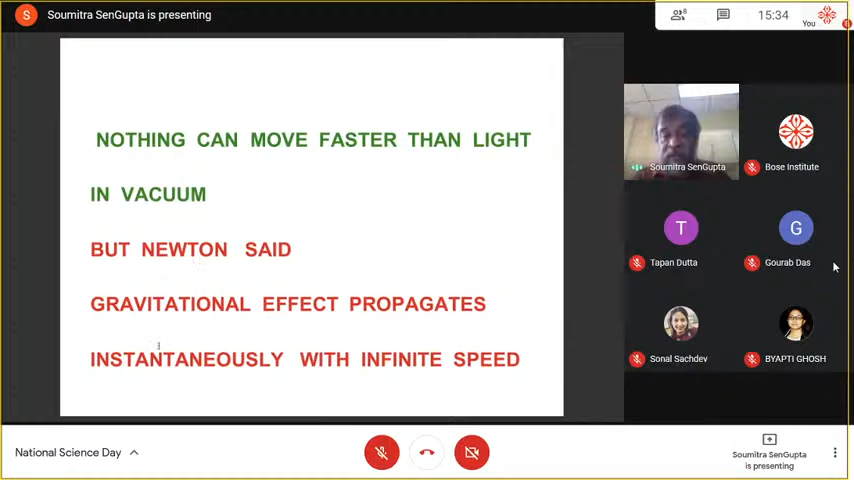 S Soumitra SenGupta is presenting
8
15:34
You
NOTHING CAN MOVE FASTER THAN LIGHT
IN VACUUM
BUT NEWTON SAID
GRAVITATIONAL EFFECT PROPAGATES
INSTANTANEOUSLY WITH INFINITE SPEED
Soumitra SenGupta
Bose Institute
T
G
Tapan Dutta
Gourab Das
Sonal Sachdev
BYAPTI GHOSH
National Science Day
Soumitra SenGupta
is presenting